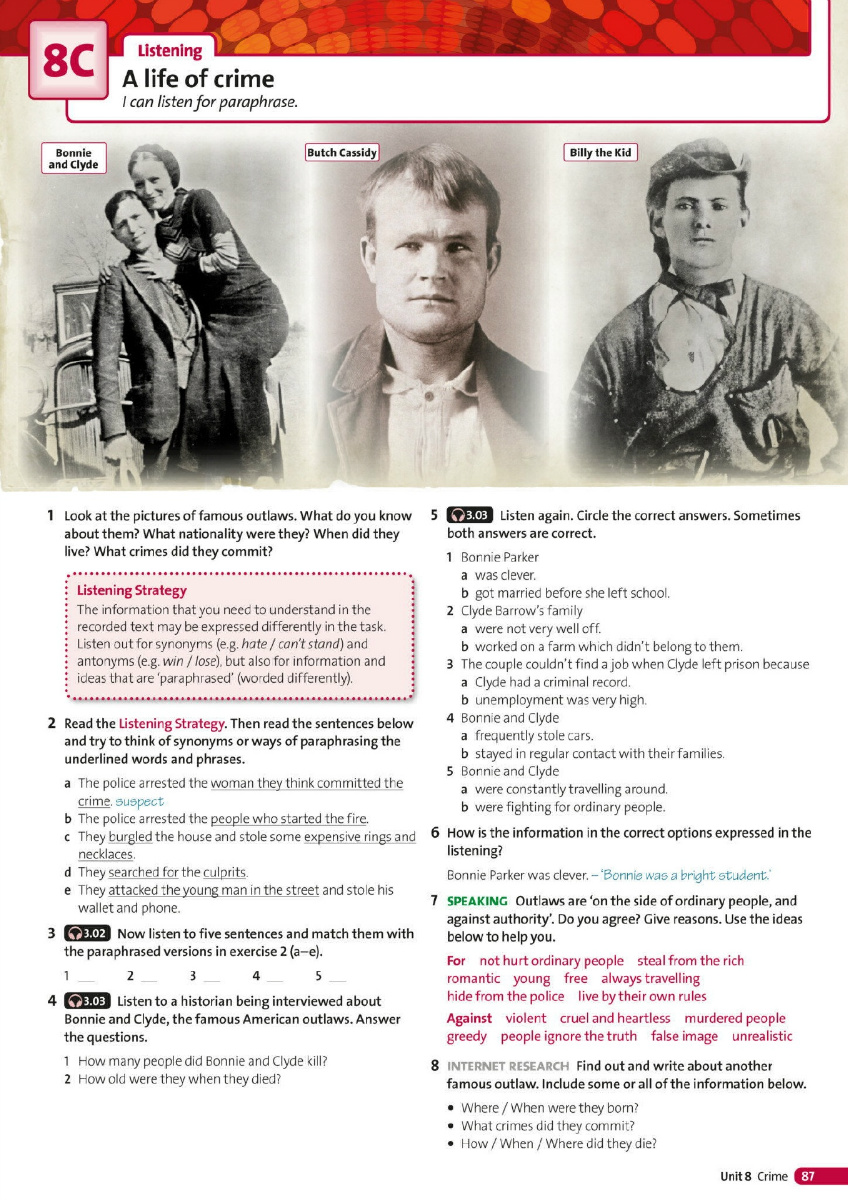 8C
Listening
A life of crime
I can listen for paraphrase.
Bonnie
and Clyde
Butch Cassidy
Billy the Kid
1 Look at the pictures of famous outlaws. What do you know
about them? What nationality were they? When did they
live? What crimes did they commit?
Listening Strategy
The information that you need to understand in the
recorded text may be expressed differently in the task.
Listen out for synonyms (e.g. hate / can't stand) and
antonyms (e.g. win / lose), but also for information and
ideas that are 'paraphrased' (worded differently).
2 Read the Listening Strategy. Then read the sentences below
and try to think of synonyms or ways of paraphrasing the
underlined words and phrases.
a The police arrested the woman they think committed the
crime. suspect
b The police arrested the people who started the fire.
c They burgled the house and stole some expensive rings and
necklaces.
d They searched for the culprits.
e They attacked the young man in the street and stole his
wallet and phone.
3 3.02 Now listen to five sentences and match them with
the paraphrased versions in exercise 2 (a–e).
1 __ 2 __ 3 __ 4 __ 5 __
4 3.03 Listen to a historian being interviewed about
Bonnie and Clyde, the famous American outlaws. Answer
the questions.
1 How many people did Bonnie and Clyde kill?
2 How old were they when they died?
5 3.03 Listen again. Circle the correct answers. Sometimes
both answers are correct.
1 Bonnie Parker
a was clever.
b got married before she left school.
2 Clyde Barrow's family
a were not very well off.
b worked on a farm which didn't belong to them.
3 The couple couldn't find a job when Clyde left prison because
a Clyde had a criminal record.
b unemployment was very high.
4 Bonnie and Clyde
a frequently stole cars.
b stayed in regular contact with their families.
5 Bonnie and Clyde
a were constantly travelling around.
b were fighting for ordinary people.
6 How is the information in the correct options expressed in the
listening?
Bonnie Parker was clever. – 'Bonnie was a bright student.'
7 SPEAKING Outlaws are 'on the side of ordinary people, and
against authority'. Do you agree? Give reasons. Use the ideas
below to help you.
For not hurt ordinary people steal from the rich
romantic young free always travelling
hide from the police live by their own rules
Against violent cruel and heartless murdered people
greedy people ignore the truth false image unrealistic
8 INTERNET RESEARCH Find out and write about another
famous outlaw. Include some or all of the information below.
• Where / When were they born?
• What crimes did they commit?
• How / When / Where did they die?
Unit 8 Crime 87